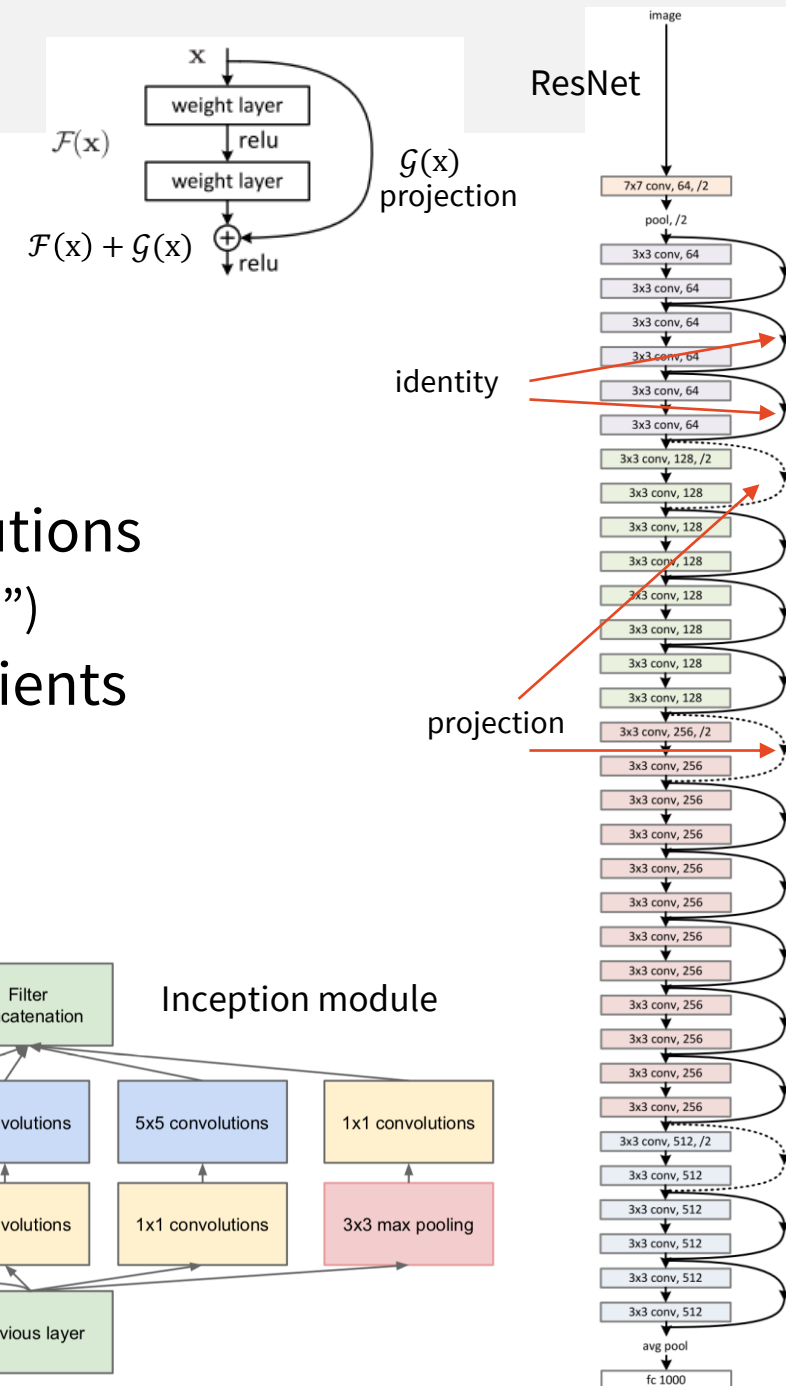 x
weight layer
relu
F(x)
weight layer
F(x) + G(x)
relu
G(x)
projection
ResNet
identity
projection
utions
”)
ients
Inception module
Filter
catenation
volutions
5x5 convolutions
1x1 convolutions
volutions
1x1 convolutions
3x3 max pooling
vious layer
image
7x7 conv, 64, /2
pool, /2
3x3 conv, 64
3x3 conv, 64
3x3 conv, 64
3x3 conv, 64
3x3 conv, 64
3x3 conv, 64
3x3 conv, 128, /2
3x3 conv, 128
3x3 conv, 128
3x3 conv, 128
3x3 conv, 128
3x3 conv, 128
3x3 conv, 128
3x3 conv, 128
3x3 conv, 256, /2
3x3 conv, 256
3x3 conv, 256
3x3 conv, 256
3x3 conv, 256
3x3 conv, 256
3x3 conv, 256
3x3 conv, 256
3x3 conv, 256
3x3 conv, 256
3x3 conv, 256
3x3 conv, 256
3x3 conv, 512, /2
3x3 conv, 512
3x3 conv, 512
3x3 conv, 512
3x3 conv, 512
3x3 conv, 512
avg pool
fc 1000